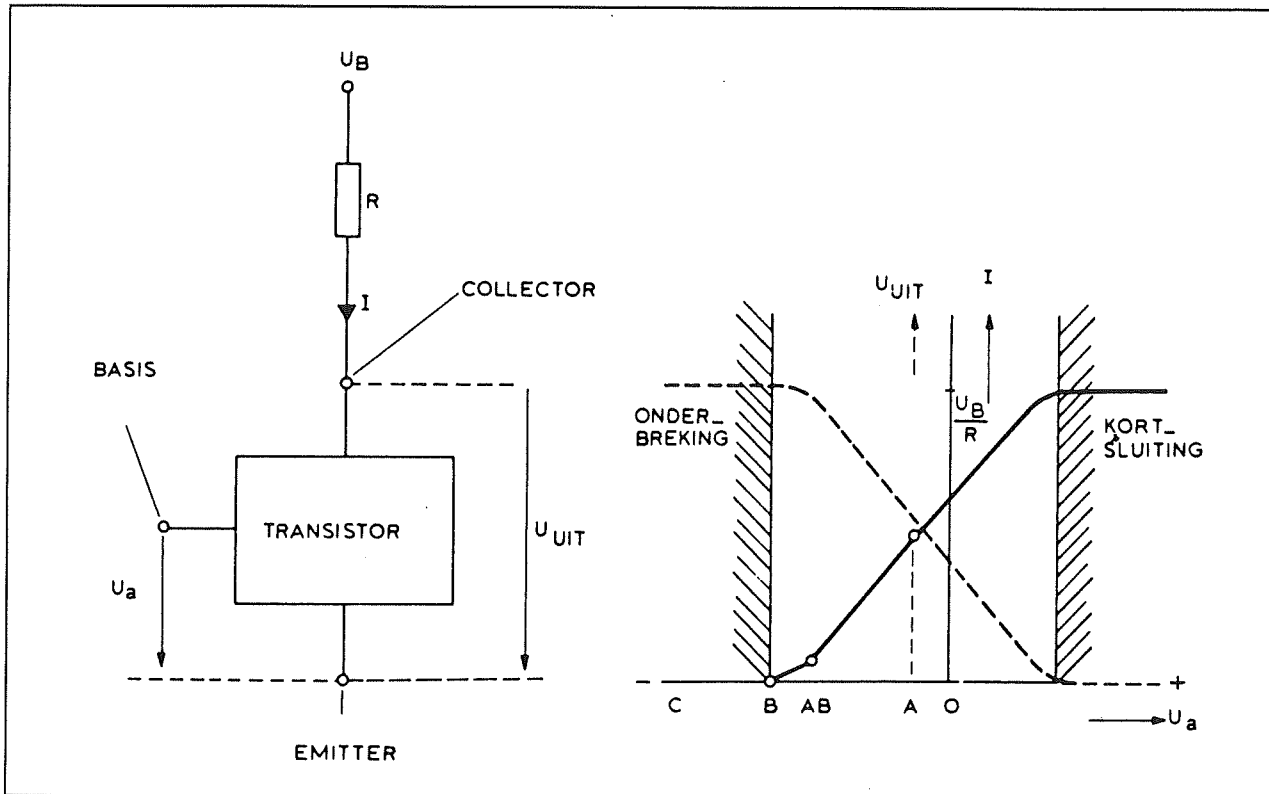 U_B
R
I
COLLECTOR
BASIS
TRANSISTOR
U_a
U_UIT
EMITTER
U_UIT
I
ONDER_
BREKING
U_B
R
KORT_
SLUITING
C B AB A O
+
U_a